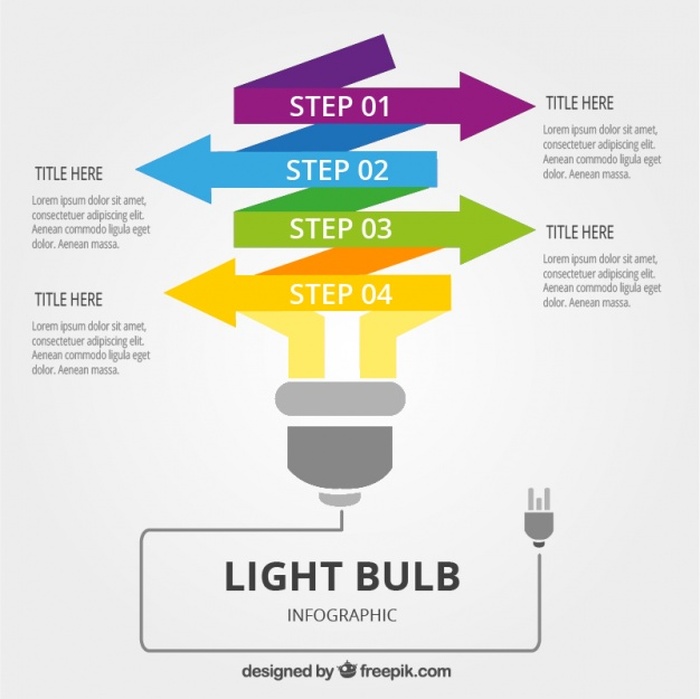 STEP 01
TITLE HERE
Lorem ipsum dolor sit amet,
consectetuer adipiscing elit.
Aenean commodo ligula eget
dolor. Aenean massa.
STEP 02
TITLE HERE
Lorem ipsum dolor sit amet,
consectetuer adipiscing elit.
Aenean commodo ligula eget
dolor. Aenean massa.
STEP 03
TITLE HERE
Lorem ipsum dolor sit amet,
consectetuer adipiscing elit.
Aenean commodo ligula eget
dolor. Aenean massa.
STEP 04
TITLE HERE
Lorem ipsum dolor sit amet,
consectetuer adipiscing elit.
Aenean commodo ligula eget
dolor. Aenean massa.
LIGHT BULB
INFOGRAPHIC
designed by freepik.com